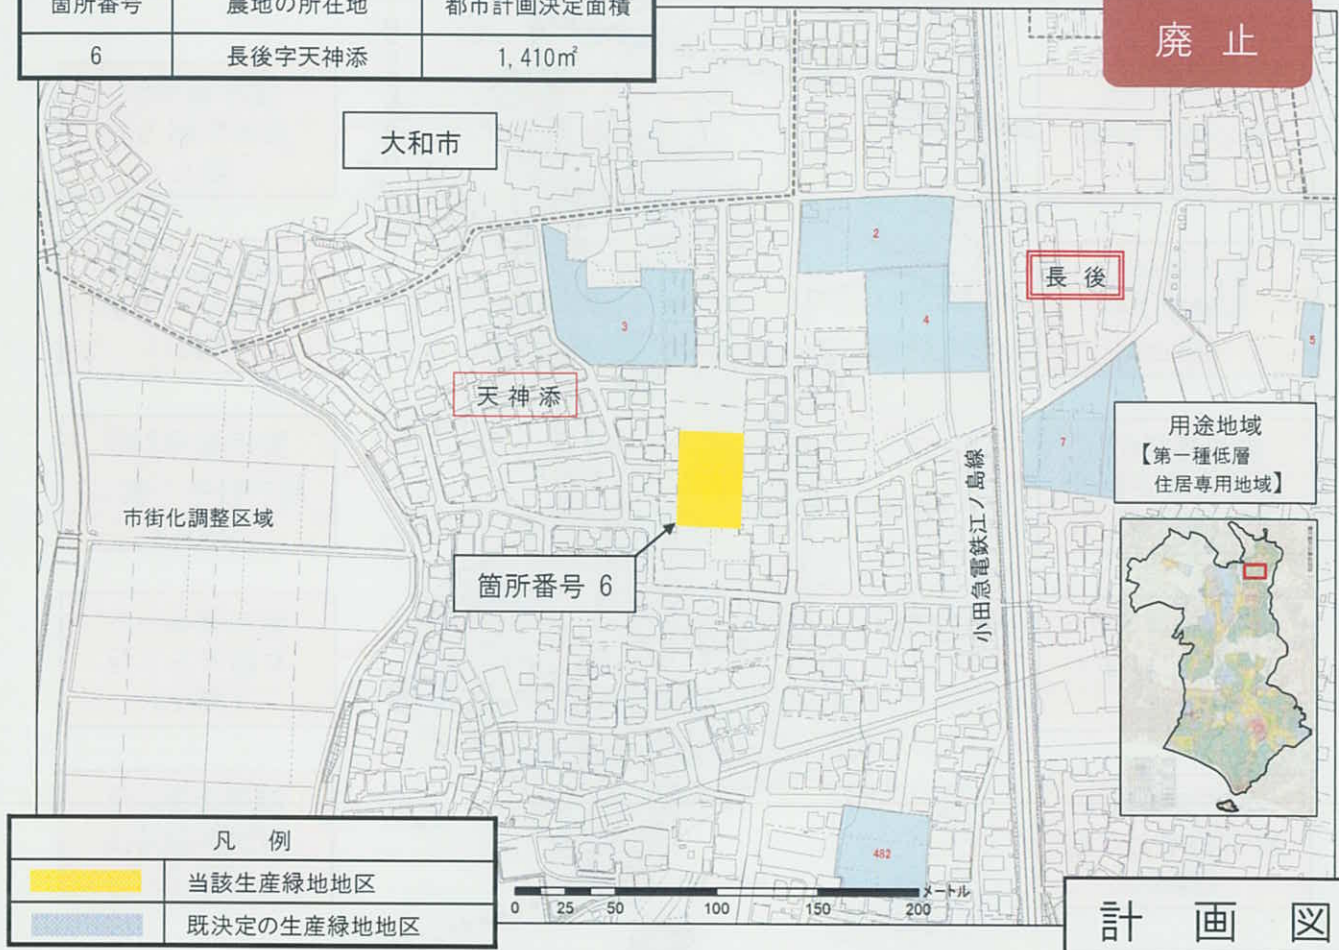 箇所番号 農地の所在地 都市計画決定面積
6 長後字天神添 1,410㎡
廃止
大和市
2
長後
3
4
5
天神添
用途地域
【第一種低層
住居専用地域】
7
市街化調整区域
小田急電鉄江ノ島線
箇所番号 6
482
凡 例
当該生産緑地地区
既決定の生産緑地地区
メートル
0 25 50 100 150 200
計画図